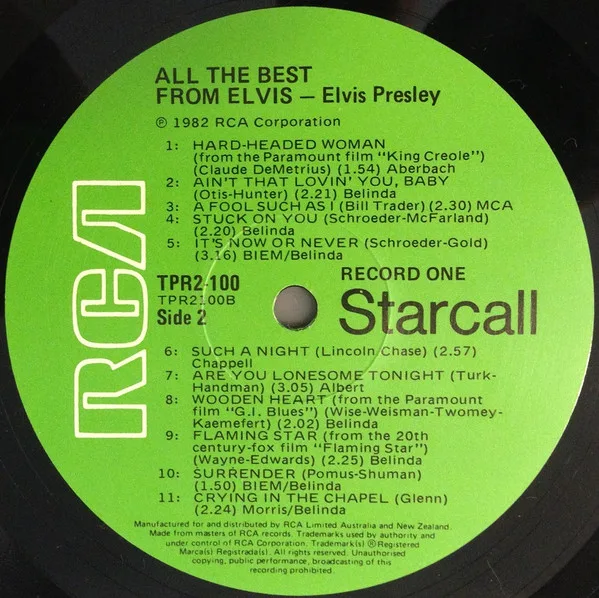 ALL THE BEST
FROM ELVIS — Elvis Presley
℗ 1982 RCA Corporation
1: HARD-HEADED WOMAN
(from the Paramount film "King Creole")
(Claude DeMetrius) (1.54) Aberbach
2: AIN'T THAT LOVIN' YOU, BABY
(Otis-Hunter) (2.21) Belinda
3: A FOOL SUCH AS I (Bill Trader) (2.30) MCA
4: STUCK ON YOU (Schroeder-McFarland)
(2.20) Belinda
5: IT'S NOW OR NEVER (Schroeder-Gold)
(3.16) BIEM/Belinda
RCA
TPR2-100
TPR2100B
Side 2
RECORD ONE
Starcall
6: SUCH A NIGHT (Lincoln Chase) (2.57)
Chappell
7: ARE YOU LONESOME TONIGHT (Turk-
Handman) (3.05) Albert
8: WOODEN HEART (from the Paramount
film "G.I. Blues") (Wise-Weisman-Twomey-
Kaemefert) (2.02) Belinda
9: FLAMING STAR (from the 20th
century-fox film "Flaming Star")
(Wayne-Edwards) (2.25) Belinda
10: SURRENDER (Pomus-Shuman)
(1.50) BIEM/Belinda
11: CRYING IN THE CHAPEL (Glenn)
(2.24) Morris/Belinda
Manufactured for and distributed by RCA Limited Australia and New Zealand.
Made from masters of RCA records. Trademarks used by authority and
under control of RCA Corporation. Trademark(s) ® Registered
Marca(s) Registrada(s). All rights reserved. Unauthorised
copying, public performance, broadcasting of this
recording prohibited.